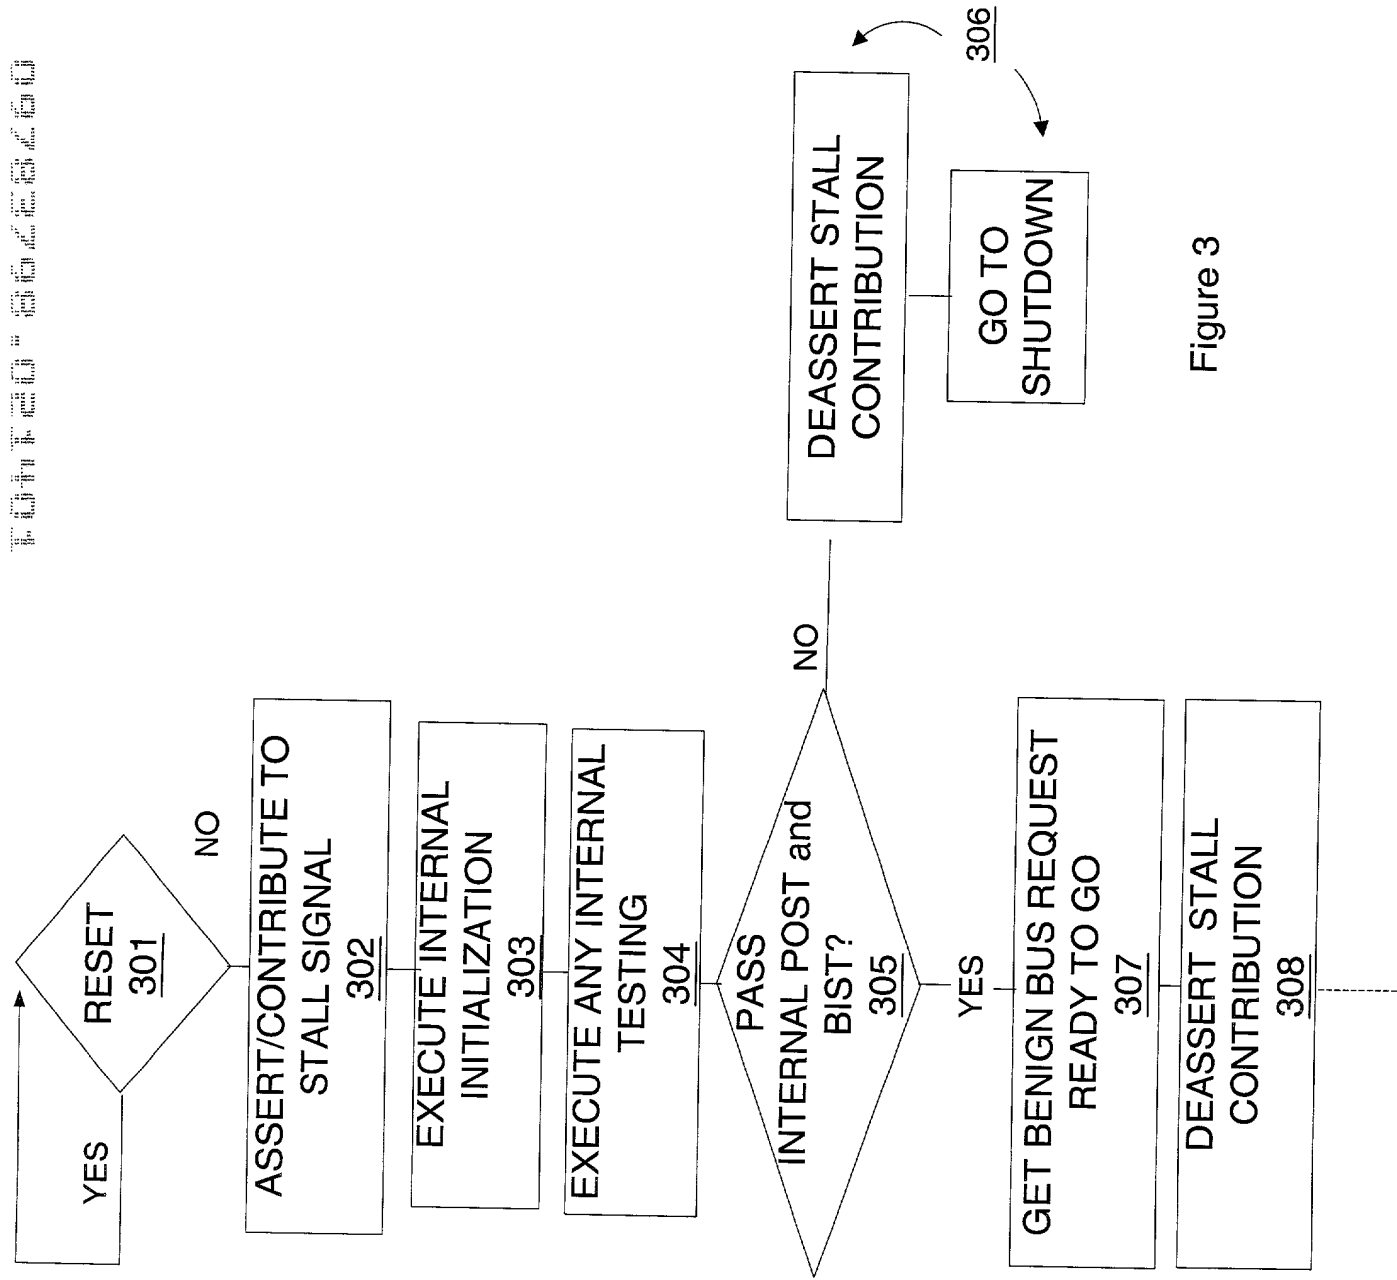 RESET
301
YES
NO
ASSERT/CONTRIBUTE TO
STALL SIGNAL
302
EXECUTE INTERNAL
INITIALIZATION
303
EXECUTE ANY INTERNAL
TESTING
304
PASS
INTERNAL POST and
BIST?
305
NO
DEASSERT STALL
CONTRIBUTION
GO TO
SHUTDOWN
306
YES
GET BENIGN BUS REQUEST
READY TO GO
307
DEASSERT STALL
CONTRIBUTION
308
Figure 3